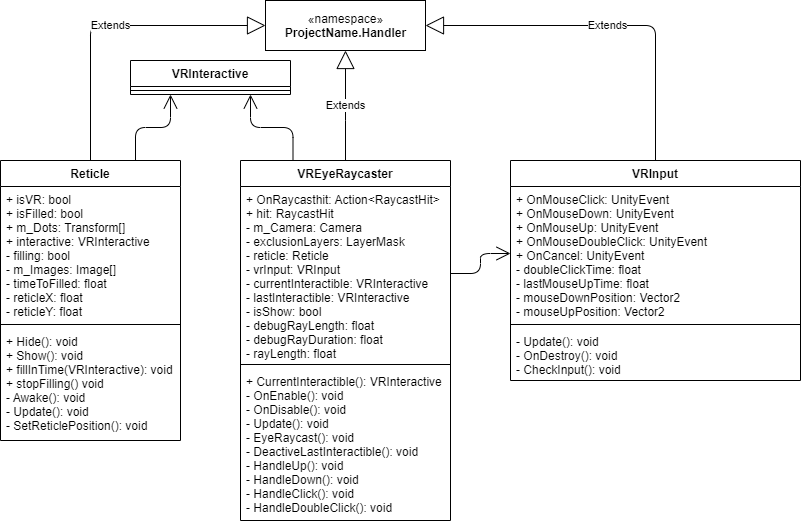 «namespace»
ProjectName.Handler
Extends
Extends
Extends
VRInteractive
Reticle
+ isVR: bool
+ isFilled: bool
+ m_Dots: Transform[]
+ interactive: VRInteractive
- filling: bool
- m_Images: Image[]
- timeToFilled: float
- reticleX: float
- reticleY: float
+ Hide(): void
+ Show(): void
+ fillInTime(VRInteractive): void
+ stopFilling() void
- Awake(): void
- Update(): void
- SetReticlePosition(): void
VREyeRaycaster
+ OnRaycasthit: Action<RaycastHit>
+ hit: RaycastHit
- m_Camera: Camera
- exclusionLayers: LayerMask
- reticle: Reticle
- vrInput: VRInput
- currentInteractible: VRInteractive
- lastInteractible: VRInteractive
- isShow: bool
- debugRayLength: float
- debugRayDuration: float
- rayLength: float
+ CurrentInteractible(): VRInteractive
- OnEnable(): void
- OnDisable(): void
- Update(): void
- EyeRaycast(): void
- DeactiveLastInteractible(): void
- HandleUp(): void
- HandleDown(): void
- HandleClick(): void
- HandleDoubleClick(): void
VRInput
+ OnMouseClick: UnityEvent
+ OnMouseDown: UnityEvent
+ OnMouseUp: UnityEvent
+ OnMouseDoubleClick: UnityEvent
+ OnCancel: UnityEvent
- doubleClickTime: float
- lastMouseUpTime: float
- mouseDownPosition: Vector2
- mouseUpPosition: Vector2
- Update(): void
- OnDestroy(): void
- CheckInput(): void